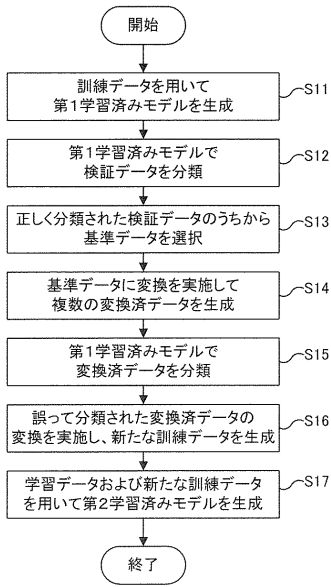 開始
訓練データを用いて
第1学習済みモデルを生成
S11
第1学習済みモデルで
検証データを分類
S12
正しく分類された検証データのうちから
基準データを選択
S13
基準データに変換を実施して
複数の変換済データを生成
S14
第1学習済みモデルで
変換済データを分類
S15
誤って分類された変換済データの
変換を実施し、新たな訓練データを生成
S16
学習データおよび新たな訓練データ
を用いて第2学習済みモデルを生成
S17
終了